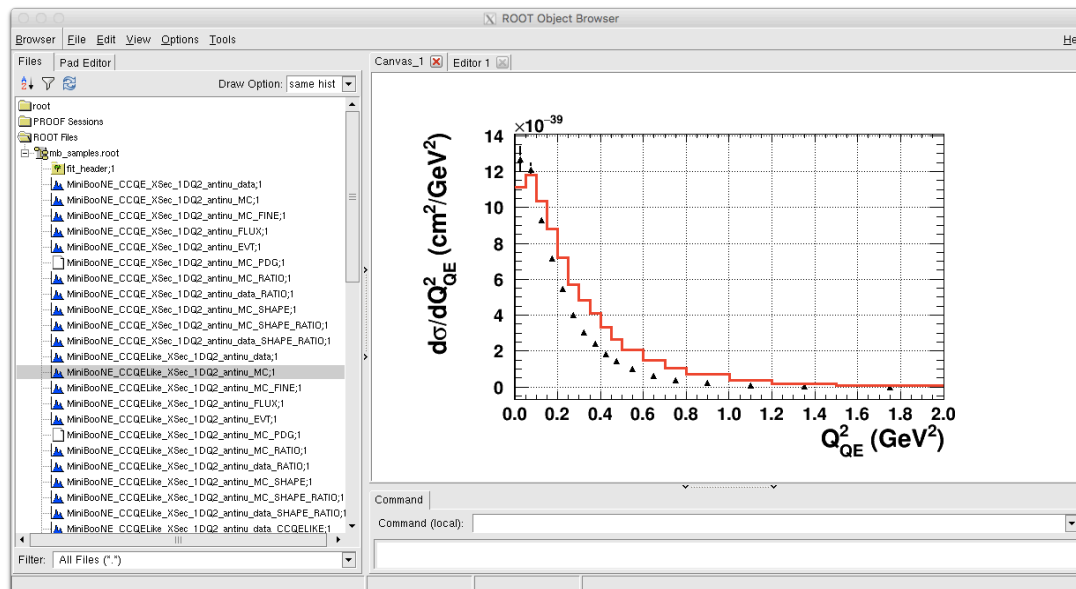 ROOT Object Browser
Browser File Edit View Options Tools
Files Pad Editor
Draw Option: same hist
root
PROOF Sessions
ROOT Files
mb_samples.root
fit_header;1
MiniBooNE_CCQE_XSec_1DQ2_antinu_data;1
MiniBooNE_CCQE_XSec_1DQ2_antinu_MC;1
MiniBooNE_CCQE_XSec_1DQ2_antinu_MC_FINE;1
MiniBooNE_CCQE_XSec_1DQ2_antinu_FLUX;1
MiniBooNE_CCQE_XSec_1DQ2_antinu_EVT;1
MiniBooNE_CCQE_XSec_1DQ2_antinu_MC_PDG;1
MiniBooNE_CCQE_XSec_1DQ2_antinu_MC_RATIO;1
MiniBooNE_CCQE_XSec_1DQ2_antinu_data_RATIO;1
MiniBooNE_CCQE_XSec_1DQ2_antinu_MC_SHAPE;1
MiniBooNE_CCQE_XSec_1DQ2_antinu_MC_SHAPE_RATIO;1
MiniBooNE_CCQE_XSec_1DQ2_antinu_data_SHAPE_RATIO;1
MiniBooNE_CCQELike_XSec_1DQ2_antinu_data;1
MiniBooNE_CCQELike_XSec_1DQ2_antinu_MC;1
MiniBooNE_CCQELike_XSec_1DQ2_antinu_MC_FINE;1
MiniBooNE_CCQELike_XSec_1DQ2_antinu_FLUX;1
MiniBooNE_CCQELike_XSec_1DQ2_antinu_EVT;1
MiniBooNE_CCQELike_XSec_1DQ2_antinu_MC_PDG;1
MiniBooNE_CCQELike_XSec_1DQ2_antinu_MC_RATIO;1
MiniBooNE_CCQELike_XSec_1DQ2_antinu_data_RATIO;1
MiniBooNE_CCQELike_XSec_1DQ2_antinu_MC_SHAPE;1
MiniBooNE_CCQELike_XSec_1DQ2_antinu_MC_SHAPE_RATIO;1
MiniBooNE_CCQELike_XSec_1DQ2_antinu_data_SHAPE_RATIO;1
MiniBooNE_CCQELike_XSec_1DQ2_antinu_data_CCQELIKE;1
Filter: All Files (*.*)
Canvas_1 Editor 1
×10⁻³⁹
14
12
10
8
6
4
2
0
dσ/dQ²QE (cm²/GeV²)
0.0 0.2 0.4 0.6 0.8 1.0 1.2 1.4 1.6 1.8 2.0
Q²QE (GeV²)
Command
Command (local):